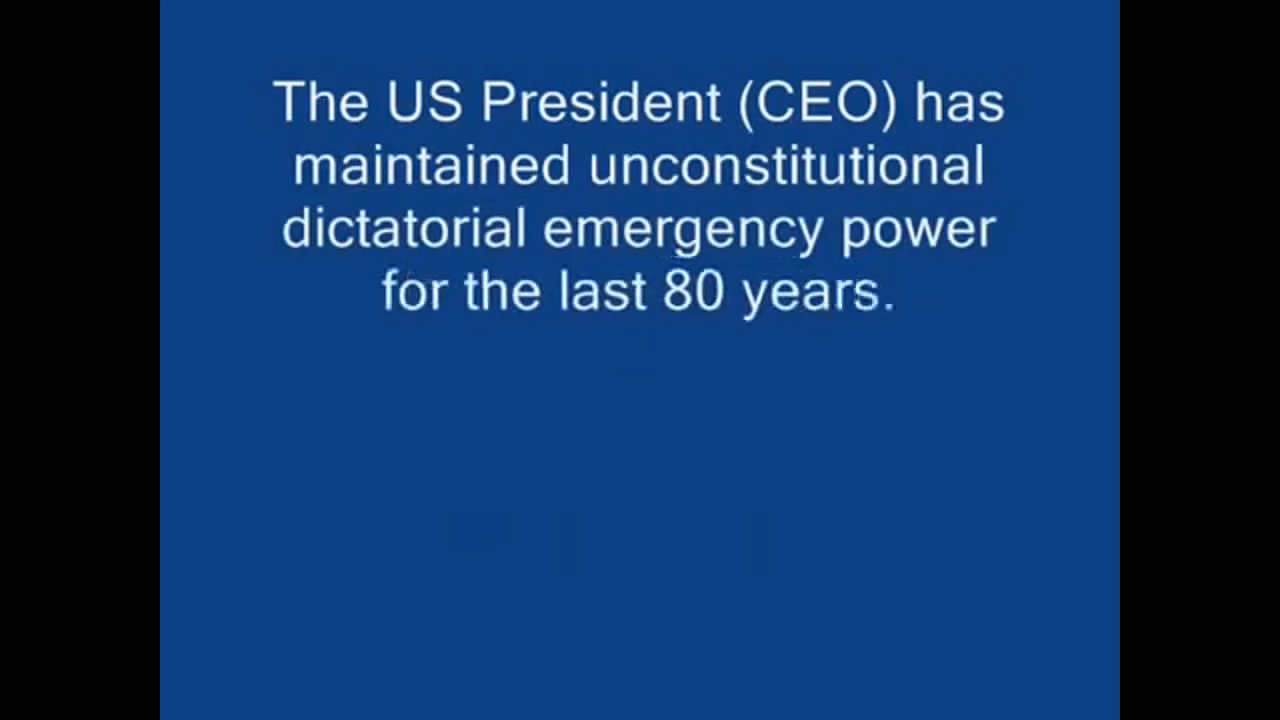 The US President (CEO) has
maintained unconstitutional
dictatorial emergency power
for the last 80 years.